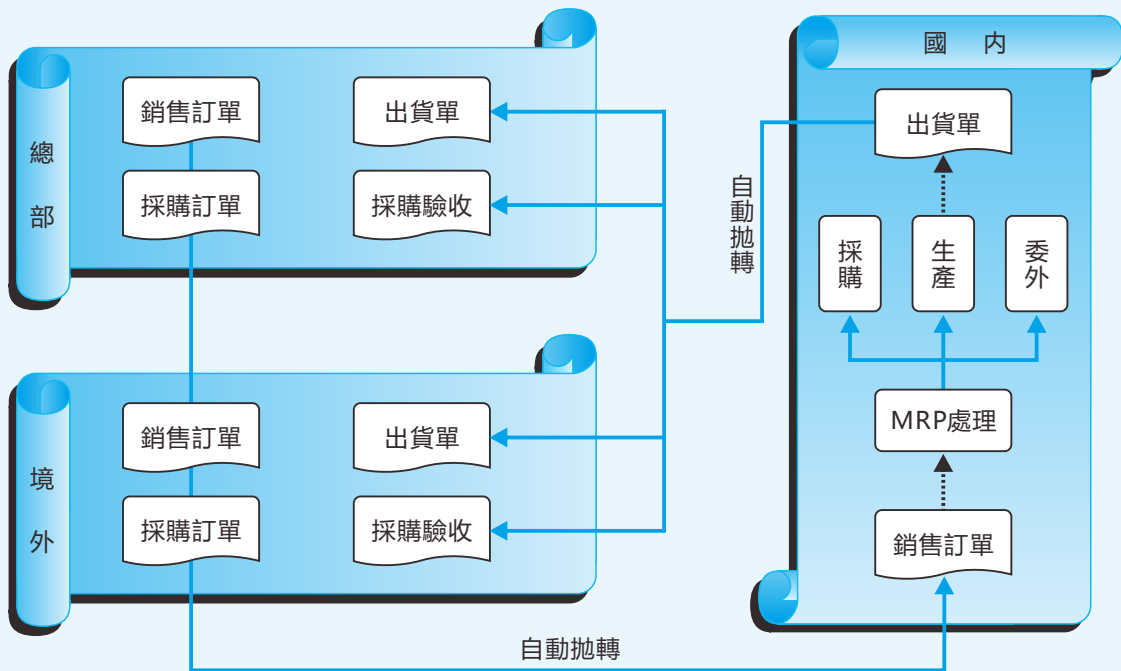 總部
銷售訂單
出貨單
採購訂單
採購驗收
境外
銷售訂單
出貨單
採購訂單
採購驗收
自動拋轉
自動拋轉
國內
出貨單
採購
生產
委外
MRP處理
銷售訂單